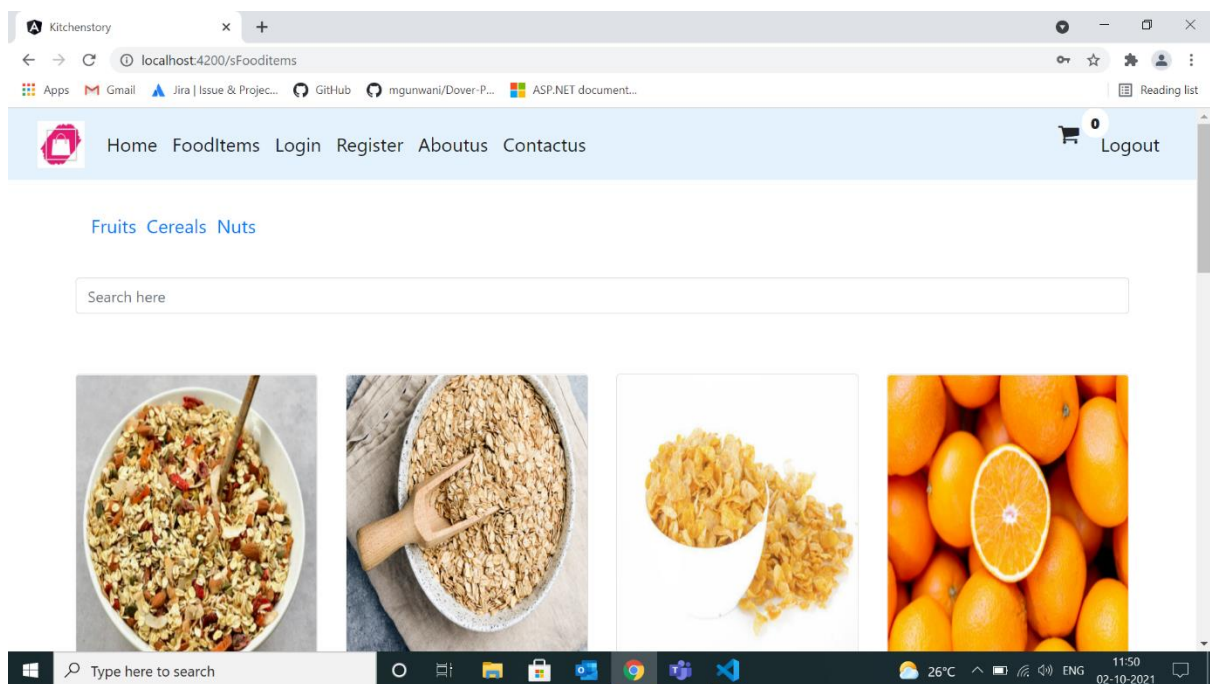 Kitchenstory
localhost:4200/sFooditems
Apps Gmail Jira | Issue & Projec... GitHub mgunwani/Dover-P... ASP.NET document... Reading list
Home FoodItems Login Register Aboutus Contactus 0 Logout
Fruits Cereals Nuts
Search here
Type here to search 26°C ENG 11:50
02-10-2021